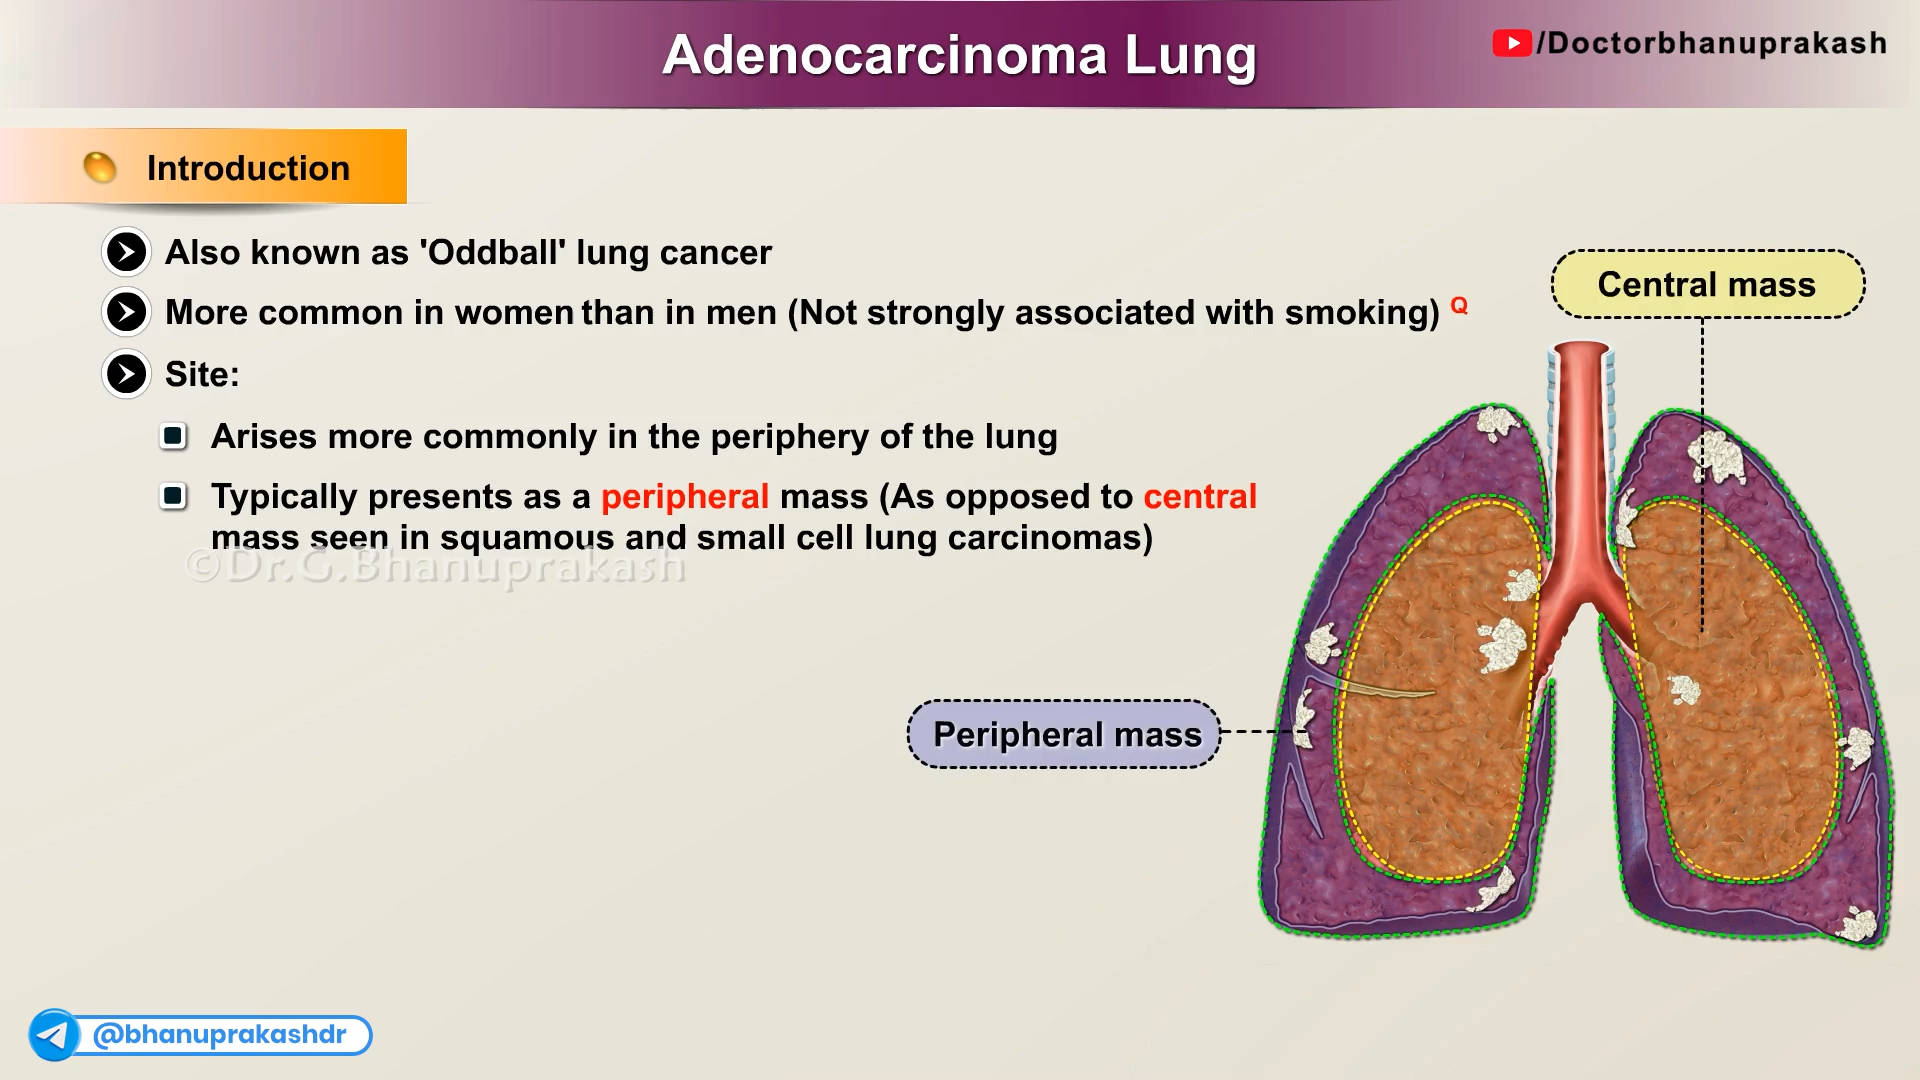 Adenocarcinoma Lung
/Doctorbhanuprakash
Introduction
Also known as 'Oddball' lung cancer
More common in women than in men (Not strongly associated with smoking) Q
Site:
Arises more commonly in the periphery of the lung
Typically presents as a peripheral mass (As opposed to central
mass seen in squamous and small cell lung carcinomas)
©Dr.G.Bhanuprakash
Central mass
Peripheral mass
@bhanuprakashdr